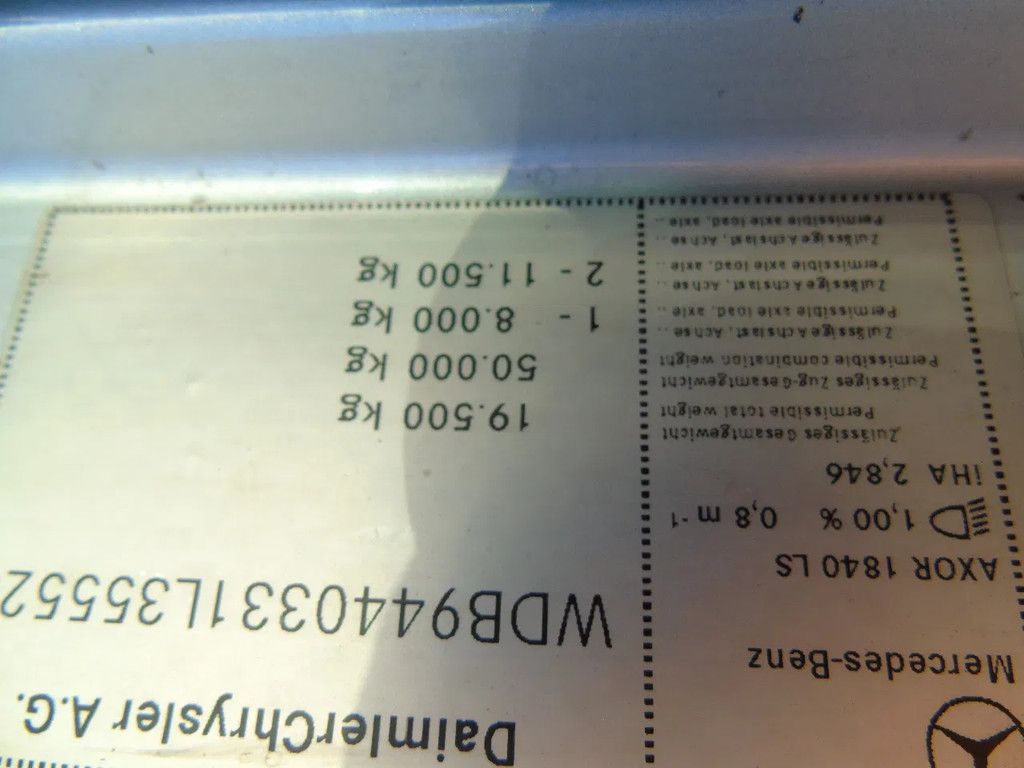 DaimlerChrysler A.G.
WDB9440331L35552
19.500 kg
50.000 kg
1 - 8.000 kg
2 - 11.500 kg
Mercedes-Benz
AXOR 1840 LS
1,00 % 0,8 m-1
iHA 2,846
Zulässiges Gesamtgewicht
Permissible total weight
Zulässiges Zug-Gesamtgewicht
Permissible combination weight
Zulässige Achslast, Achse ..
Permissible axle load, axle ..
Zulässige Achslast, Achse ..
Permissible axle load, axle ..
Zulässige Achslast, Achse ..
Permissible axle load, axle ..